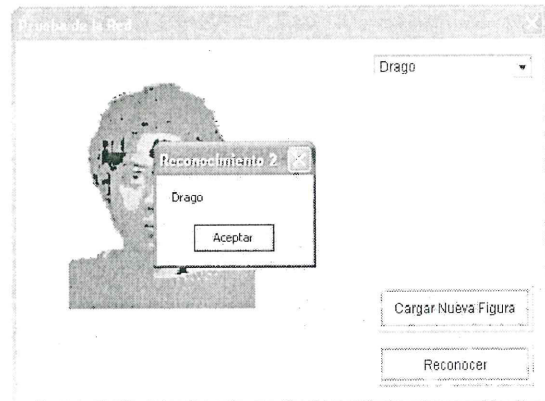 Prueba de la Red
Drago
Reconocimiento 2
Drago
Aceptar
Cargar Nueva Figura
Reconocer